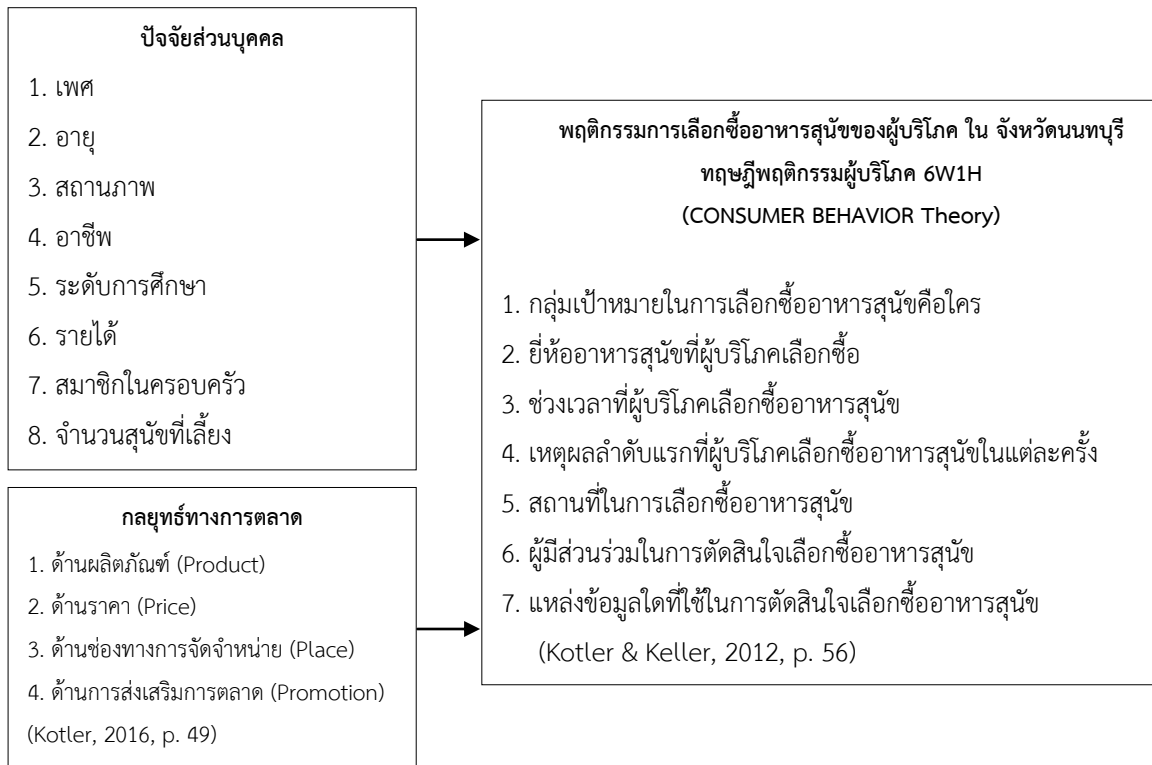 ปัจจัยส่วนบุคคล
1. เพศ
2. อายุ
3. สถานภาพ
4. อาชีพ
5. ระดับการศึกษา
6. รายได้
7. สมาชิกในครอบครัว
8. จำนวนสุนัขที่เลี้ยง
กลยุทธ์ทางการตลาด
1. ด้านผลิตภัณฑ์ (Product)
2. ด้านราคา (Price)
3. ด้านช่องทางการจัดจำหน่าย (Place)
4. ด้านการส่งเสริมการตลาด (Promotion)
(Kotler, 2016, p. 49)
พฤติกรรมการเลือกซื้ออาหารสุนัขของผู้บริโภค ใน จังหวัดนนทบุรี
ทฤษฎีพฤติกรรมผู้บริโภค 6W1H
(CONSUMER BEHAVIOR Theory)
1. กลุ่มเป้าหมายในการเลือกซื้ออาหารสุนัขคือใคร
2. ยี่ห้ออาหารสุนัขที่ผู้บริโภคเลือกซื้อ
3. ช่วงเวลาที่ผู้บริโภคเลือกซื้ออาหารสุนัข
4. เหตุผลลำดับแรกที่ผู้บริโภคเลือกซื้ออาหารสุนัขในแต่ละครั้ง
5. สถานที่ในการเลือกซื้ออาหารสุนัข
6. ผู้มีส่วนร่วมในการตัดสินใจเลือกซื้ออาหารสุนัข
7. แหล่งข้อมูลใดที่ใช้ในการตัดสินใจเลือกซื้ออาหารสุนัข
(Kotler & Keller, 2012, p. 56)